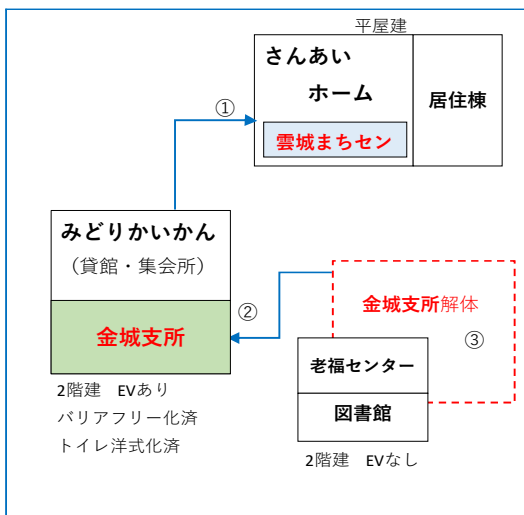 平屋建
さんあい
ホーム
居住棟
雲城まちセン
①
みどりかいかん
（貸館・集会所）
金城支所
②
2階建　EVあり
バリアフリー化済
トイレ洋式化済
金城支所解体
③
老福センター
図書館
2階建　EVなし